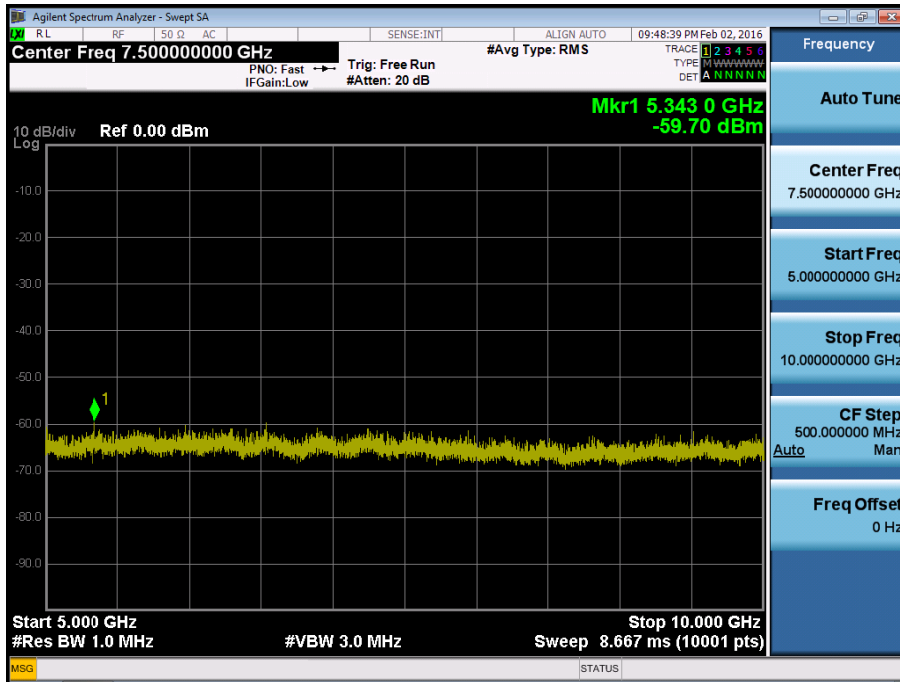 Agilent Spectrum Analyzer - Swept SA
LXI RL RF 50 Ω AC SENSE:INT ALIGN AUTO 09:48:39 PM Feb 02, 2016
Center Freq 7.500000000 GHz
PNO: Fast
IFGain:Low
Trig: Free Run
#Atten: 20 dB
#Avg Type: RMS
TRACE 1 2 3 4 5 6
TYPE M WWWWW
DET A N N N N N
Mkr1 5.343 0 GHz
-59.70 dBm
10 dB/div Ref 0.00 dBm
Log
-10.0
-20.0
-30.0
-40.0
-50.0
-60.0
-70.0
-80.0
-90.0
1
Start 5.000 GHz Stop 10.000 GHz
#Res BW 1.0 MHz #VBW 3.0 MHz Sweep 8.667 ms (10001 pts)
MSG STATUS
Frequency
Auto Tune
Center Freq
7.500000000 GHz
Start Freq
5.000000000 GHz
Stop Freq
10.000000000 GHz
CF Step
500.000000 MHz
Auto Man
Freq Offset
0 Hz